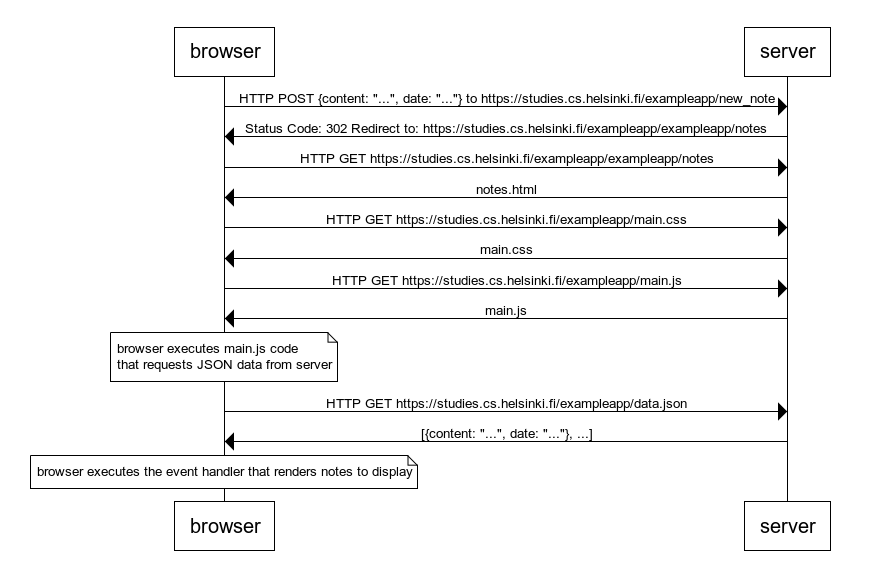 browser
server
HTTP POST {content: "...", date: "..."} to https://studies.cs.helsinki.fi/exampleapp/new_note
Status Code: 302 Redirect to: https://studies.cs.helsinki.fi/exampleapp/exampleapp/notes
HTTP GET https://studies.cs.helsinki.fi/exampleapp/exampleapp/notes
notes.html
HTTP GET https://studies.cs.helsinki.fi/exampleapp/main.css
main.css
HTTP GET https://studies.cs.helsinki.fi/exampleapp/main.js
main.js
browser executes main.js code
that requests JSON data from server
HTTP GET https://studies.cs.helsinki.fi/exampleapp/data.json
[{content: "...", date: "..."}, ...]
browser executes the event handler that renders notes to display
browser
server